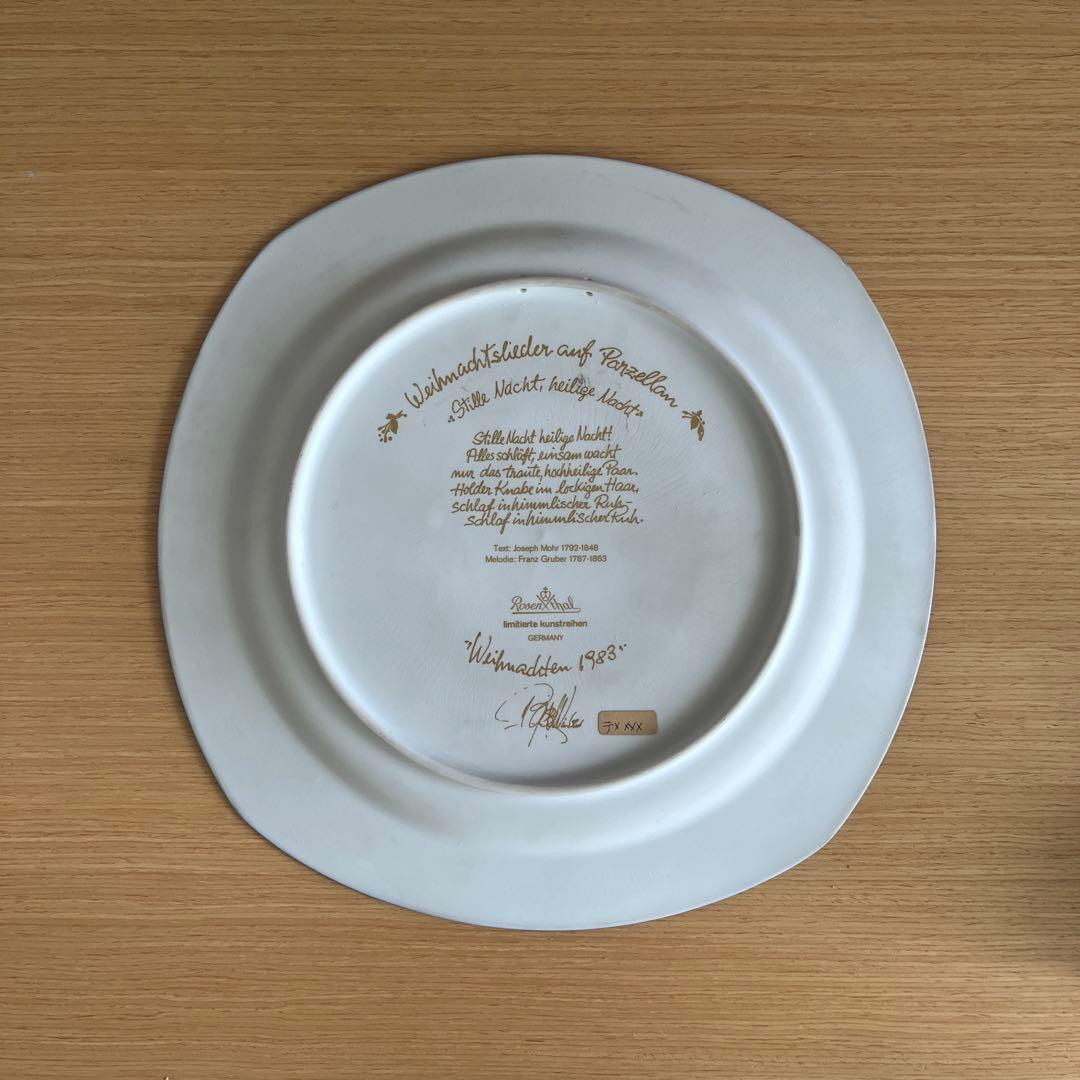 Weihnachtslieder auf Porzellan
"Stille Nacht, heilige Nacht"
Stille Nacht heilige Nacht!
Alles schläft, einsam wacht
nur das traute, hochheilige Paar.
Holder Knabe im lockigen Haar,
schlaf in himmlischer Ruh-
schlaf in himmlischer Ruh.
Text: Joseph Mohr 1792-1848
Melodie: Franz Gruber 1787-1863
Rosenthal
limitierte kunstreihen
GERMANY
"Weihnachten 1983"